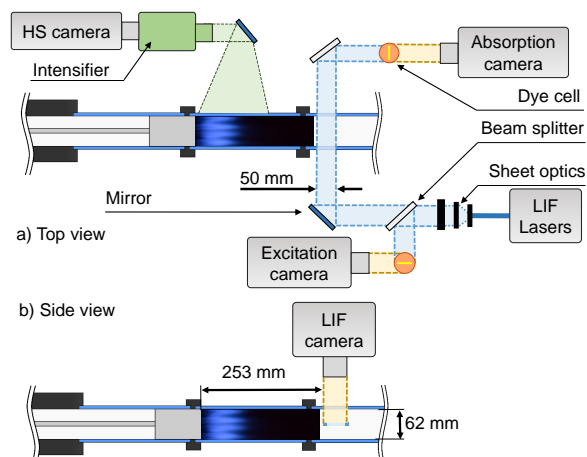 HS camera
Intensifier
Absorption
camera
Dye cell
Beam splitter
50 mm
Sheet optics
Mirror
LIF
Lasers
a) Top view
Excitation
camera
b) Side view
LIF
camera
253 mm
62 mm